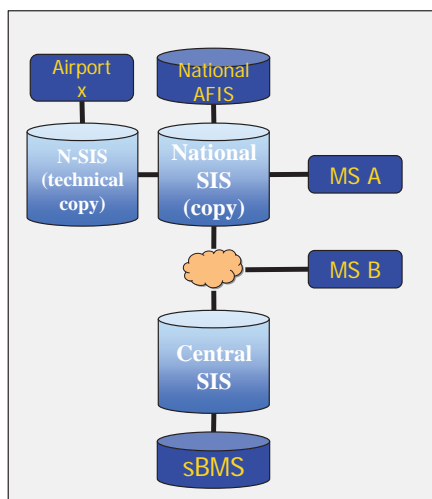 Airport
x
National
AFIS
N-SIS
(technical
copy)
National
SIS
(copy)
MS A
MS B
Central
SIS
sBMS